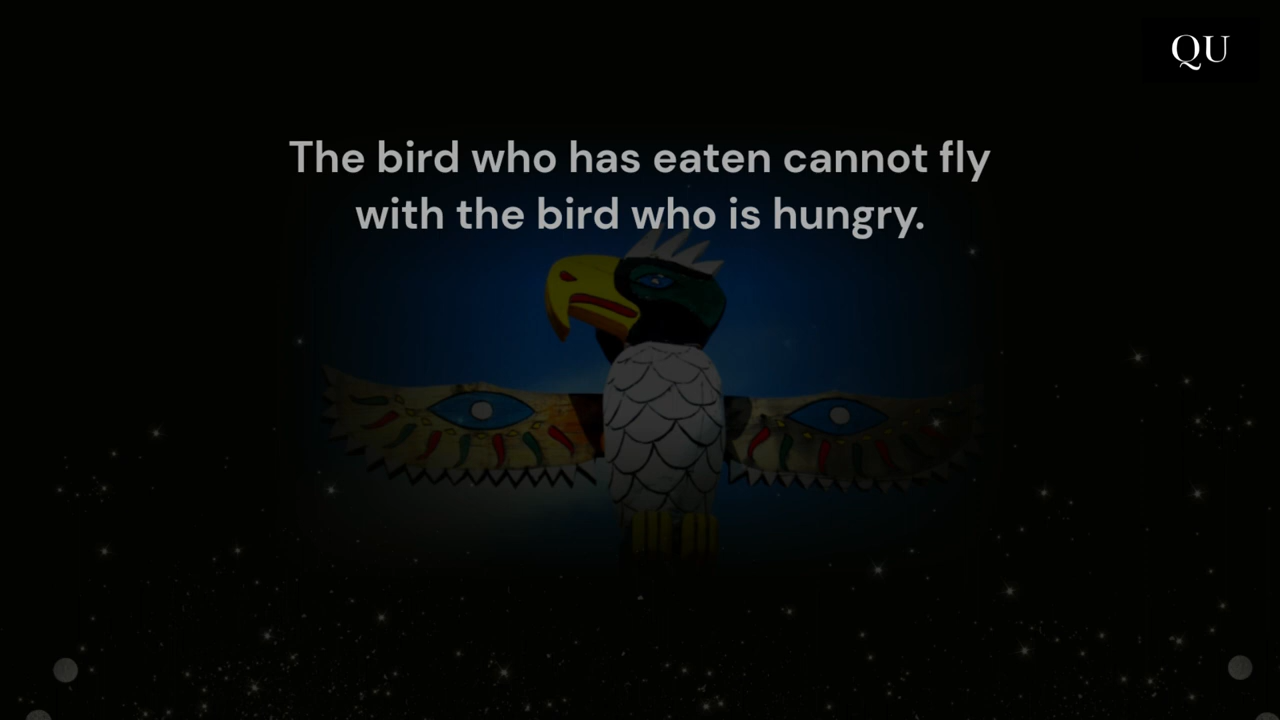 QU
The bird who has eaten cannot fly
with the bird who is hungry.